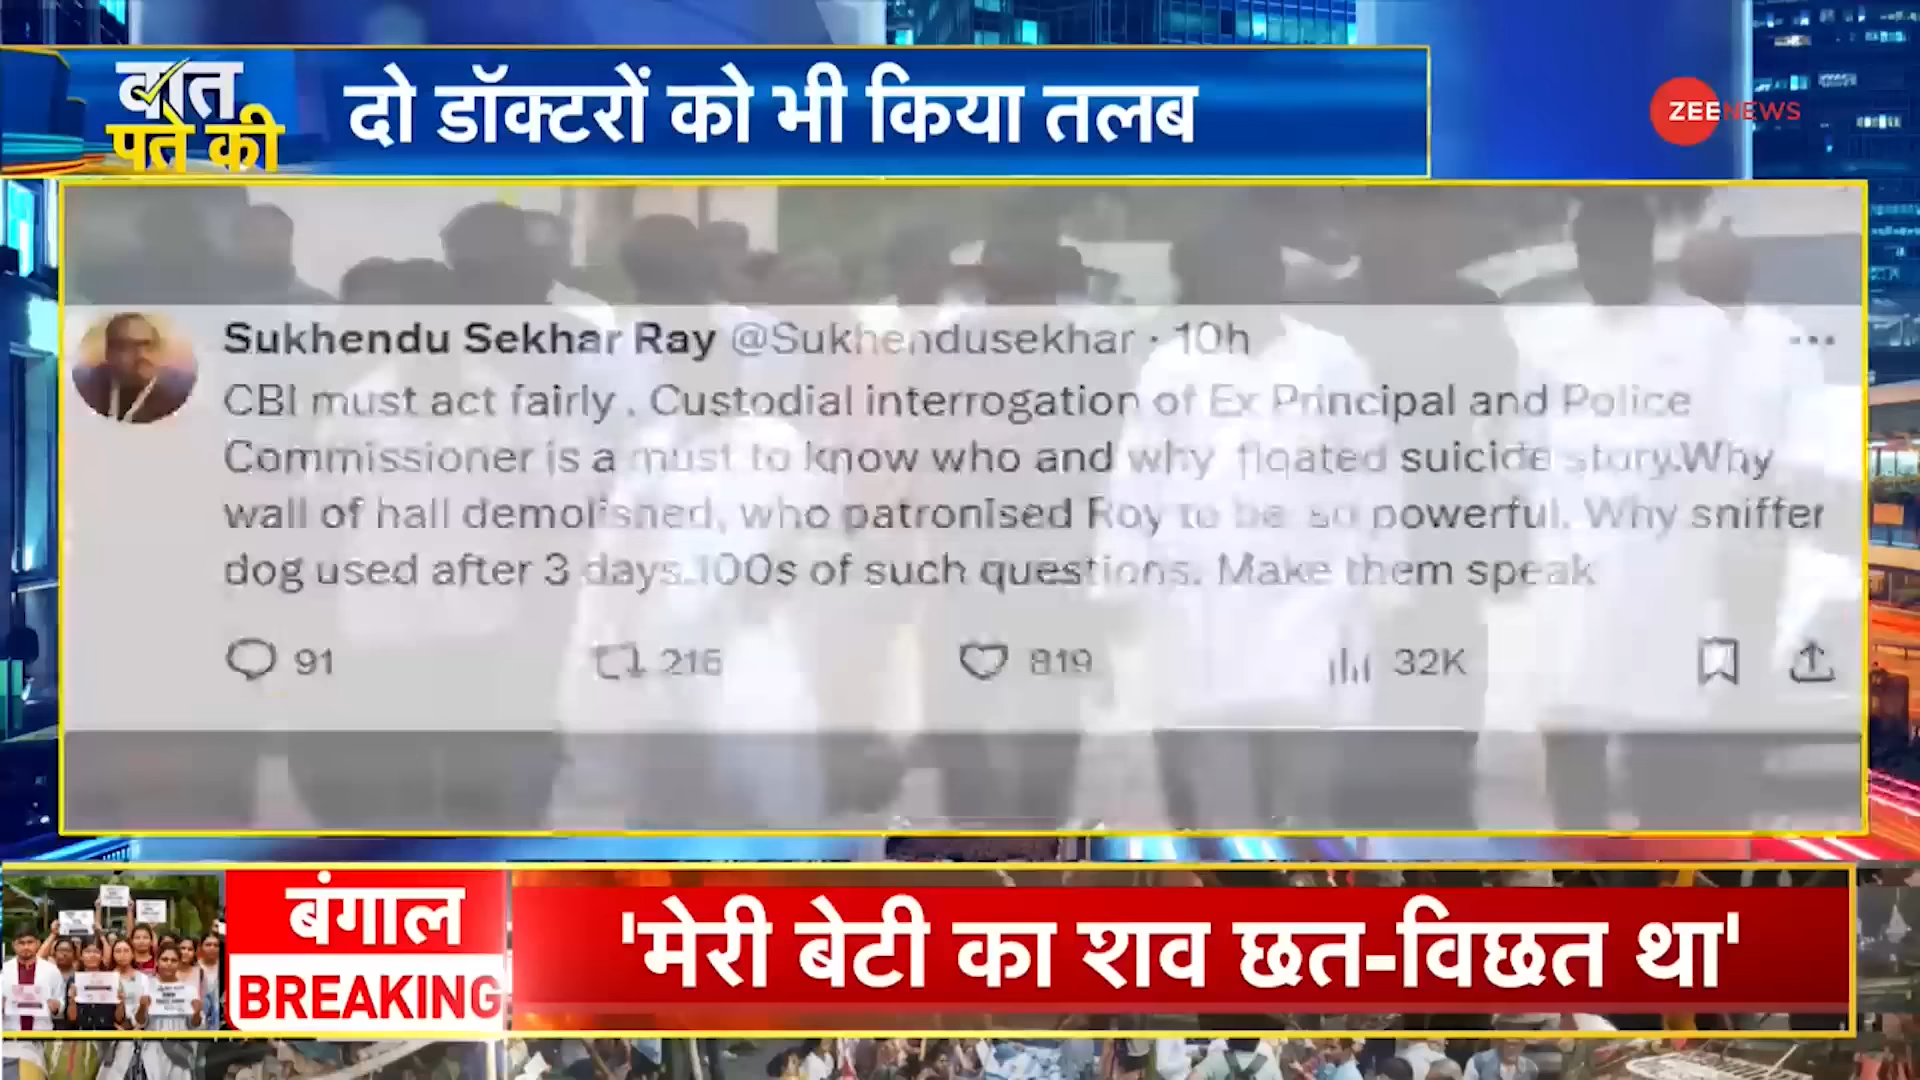 बात
पते की
दो डॉक्टरों को भी किया तलब
ZEE NEWS
Sukhendu Sekhar Ray @Sukhendusekhar · 10h
CBI must act fairly . Custodial interrogation of Ex Principal and Police
Commissioner is a must to know who and why floated suicide story.Why
wall of hall demolished, who patronised Roy to be so powerful. Why sniffer
dog used after 3 days.100s of such questions. Make them speak
91 216 819 32K
बंगाल
BREAKING
'मेरी बेटी का शव छत-विछत था'